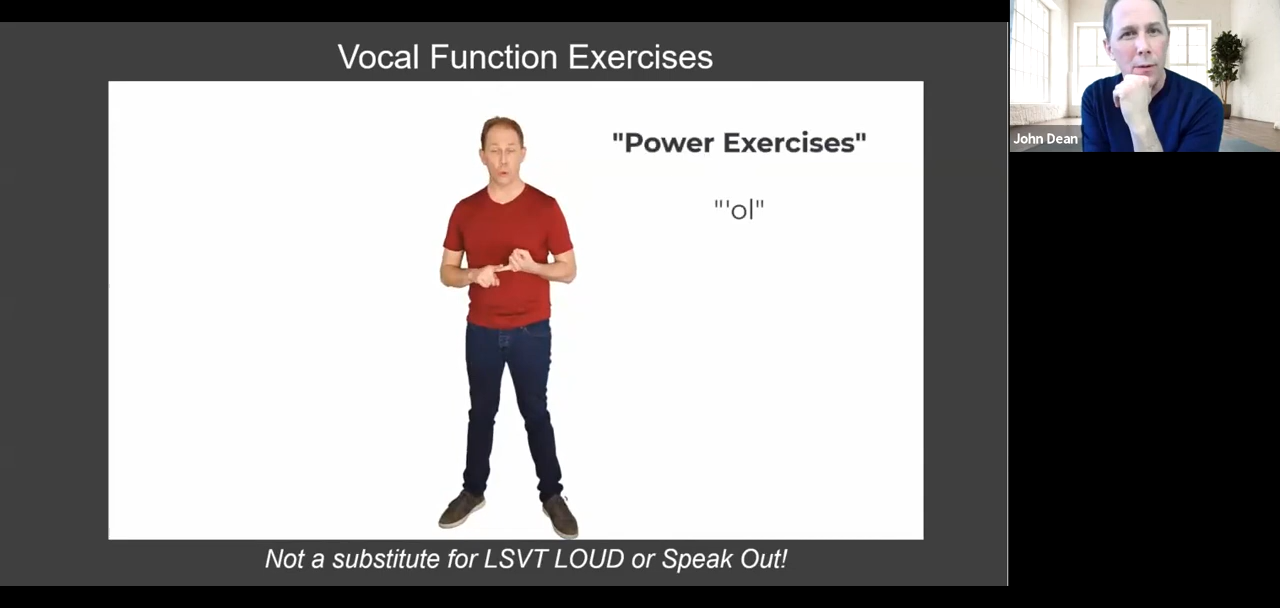 Vocal Function Exercises
"Power Exercises"
"'ol"
Not a substitute for LSVT LOUD or Speak Out!
John Dean